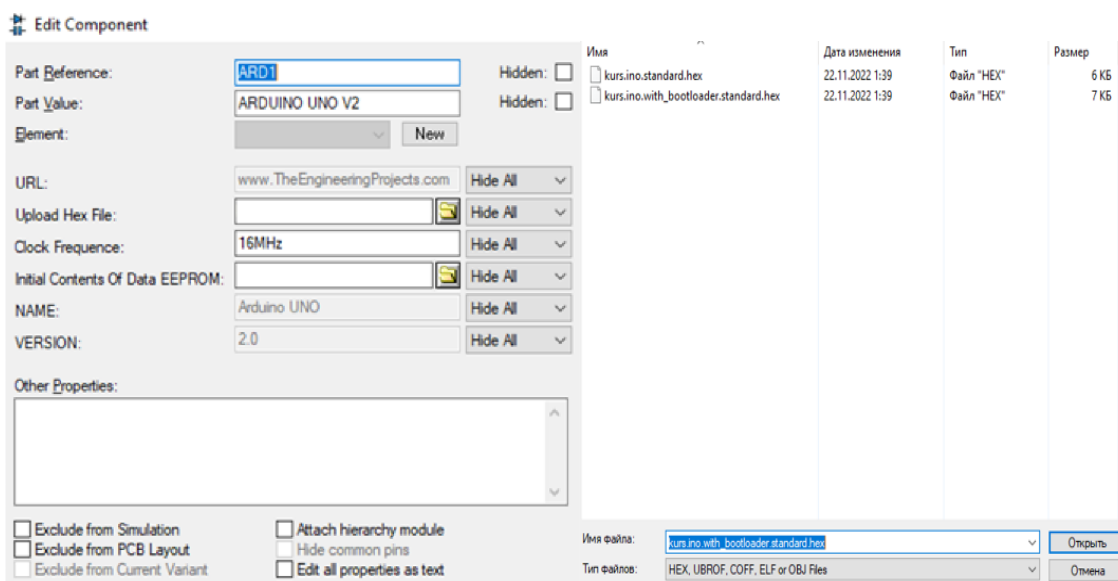 Edit Component
Part Reference: ARD1 Hidden:
Part Value: ARDUINO UNO V2 Hidden:
Element: New
URL: www.TheEngineeringProjects.com Hide All
Upload Hex File: Hide All
Clock Frequence: 16MHz Hide All
Initial Contents Of Data EEPROM: Hide All
NAME: Arduino UNO Hide All
VERSION: 2.0 Hide All
Other Properties:
Exclude from Simulation Attach hierarchy module
Exclude from PCB Layout Hide common pins
Exclude from Current Variant Edit all properties as text
Имя Дата изменения Тип Размер
kurs.ino.standard.hex 22.11.2022 1:39 Файл "HEX" 6 КБ
kurs.ino.with_bootloader.standard.hex 22.11.2022 1:39 Файл "HEX" 7 КБ
Имя файла: kurs.ino.with_bootloader.standard.hex Открыть
Тип файлов: HEX, UBROF, COFF, ELF or OBJ Files Отмена